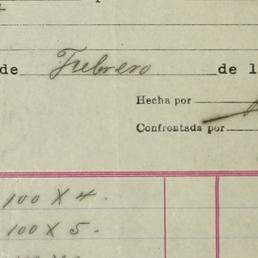 de Febrero de 1
Hecha por
Confrontada por
100 X 4.
100 X 5.